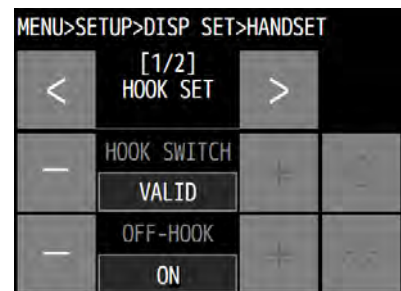 MENU>SETUP>DISP SET>HANDSET
[1/2]
< HOOK SET >
HOOK SWITCH
− VALID +
OFF-HOOK
− ON +